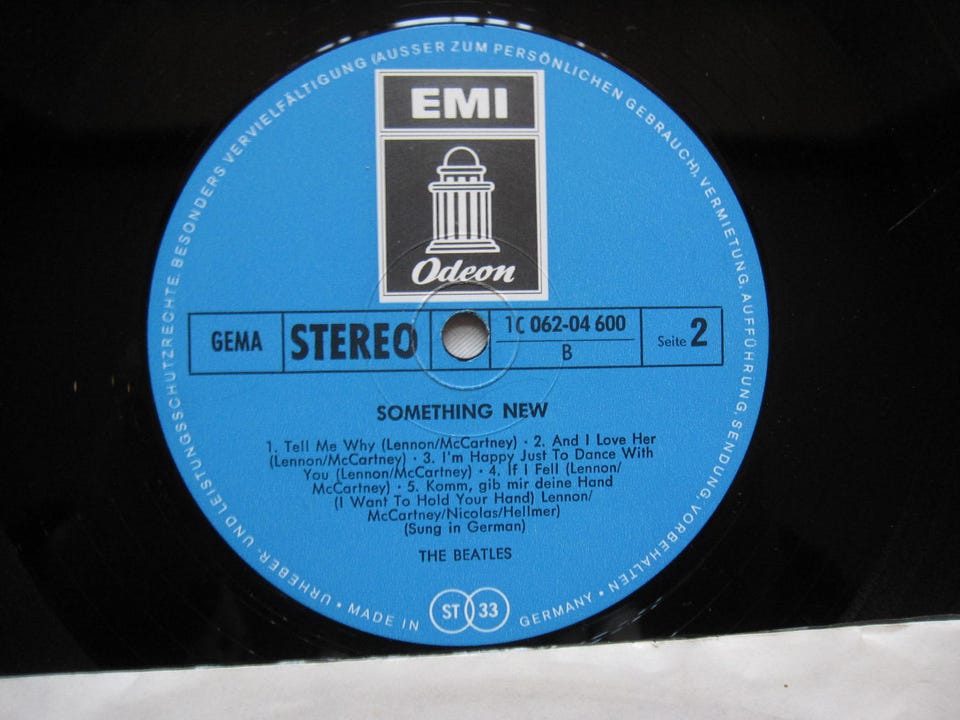 URHEBER- UND LEISTUNGSSCHUTZRECHTE. BESONDERS VERVIELFÄLTIGUNG (AUSSER ZUM PERSÖNLICHEN GEBRAUCH), VERMIETUNG, AUFFÜHRUNG, SENDUNG, VORBEHALTEN •
EMI
Odeon
GEMA
STEREO
1C 062-04 600
B
Seite 2
SOMETHING NEW
1. Tell Me Why (Lennon/McCartney) · 2. And I Love Her
(Lennon/McCartney) · 3. I'm Happy Just To Dance With
You (Lennon/McCartney) · 4. If I Fell (Lennon/
McCartney) · 5. Komm, gib mir deine Hand
(I Want To Hold Your Hand) Lennon/
McCartney/Nicolas/Hellmer)
(Sung in German)
THE BEATLES
• MADE IN
ST 33
GERMANY